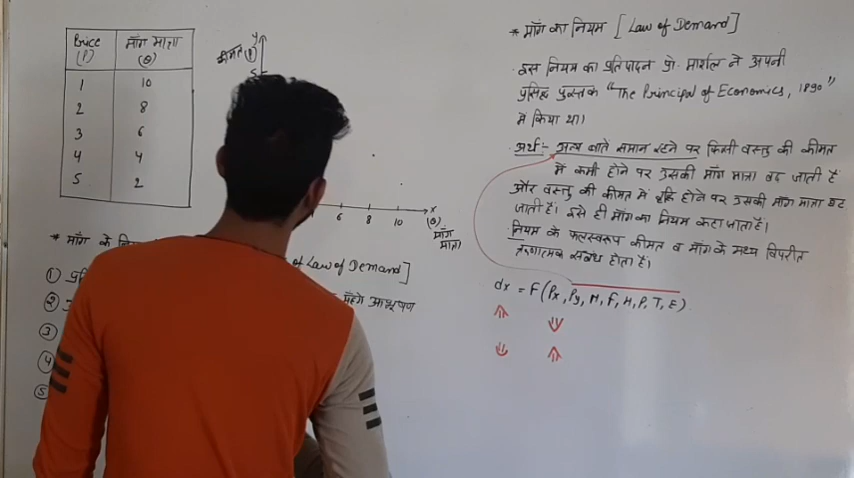 Price
(P)
माँग मात्रा
(Q)
1 10
2 8
3 6
4 4
5 2
y
कीमत (P)
5
6 8 10 x
(Q)
माँग
मात्रा
* माँग के
of Law of Demand]
①
② महंगे आभूषण
③
④
⑤
* माँग का नियम [Law of Demand]
इस नियम का प्रतिपादन प्रो. मार्शल ने अपनी
प्रसिद्ध पुस्तक "The Principal of Economics, 1890"
में किया था।
अर्थ:- अन्य बातें समान रहने पर किसी वस्तु की कीमत
में कमी होने पर उसकी माँग मात्रा बढ़ जाती है
और वस्तु की कीमत में वृद्धि होने पर उसकी माँग मात्रा घट
जाती है। इसे ही माँग का नियम कहा जाता है।
नियम के फलस्वरूप कीमत व माँग के मध्य विपरीत
ऋणात्मक संबंध होता है।
dx = F(Px, Py, M, F, H, P, T, E)